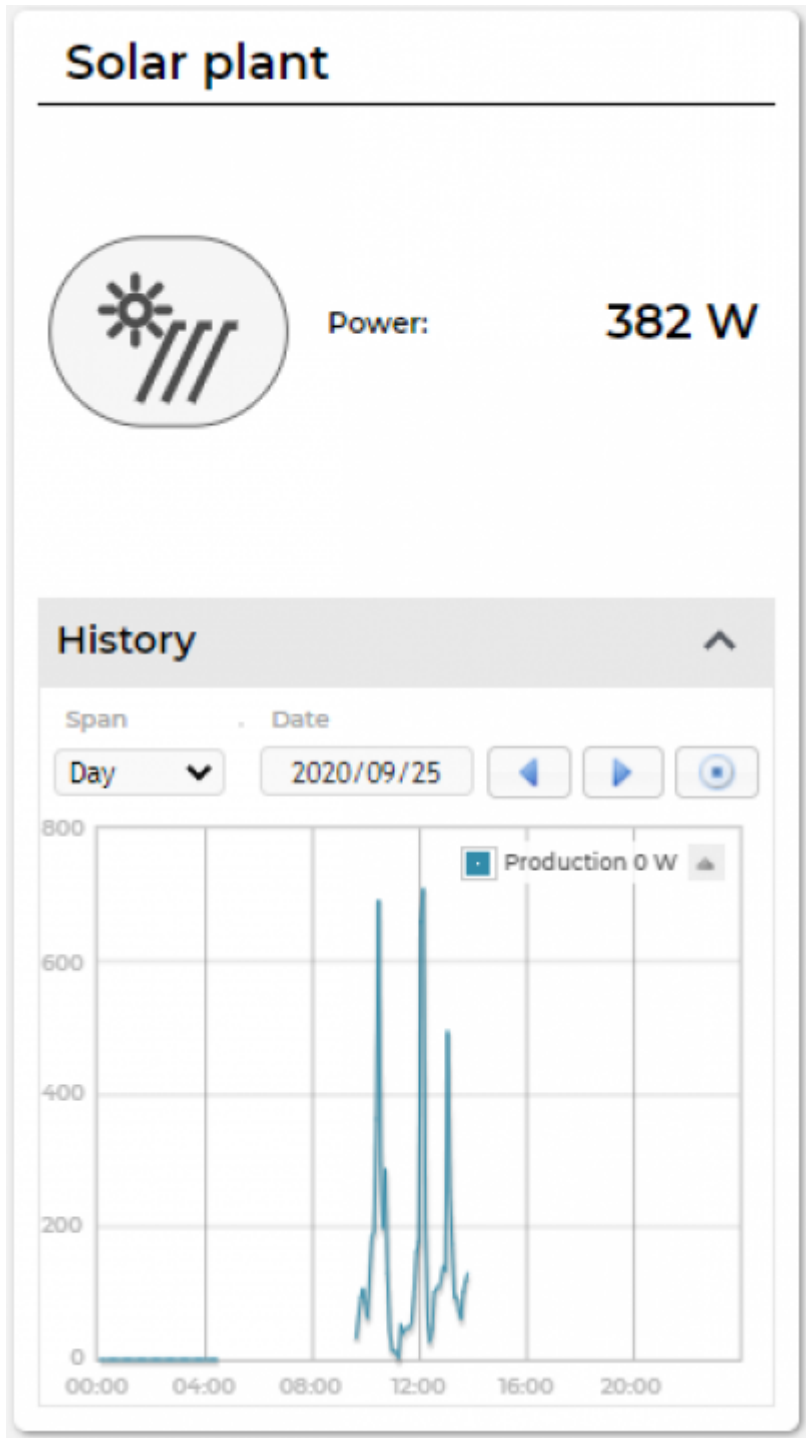 Solar plant
Power: 382 W
History
Span . Date
Day 2020/09/25
800
Production 0 W
600
400
200
0
00:00 04:00 08:00 12:00 16:00 20:00